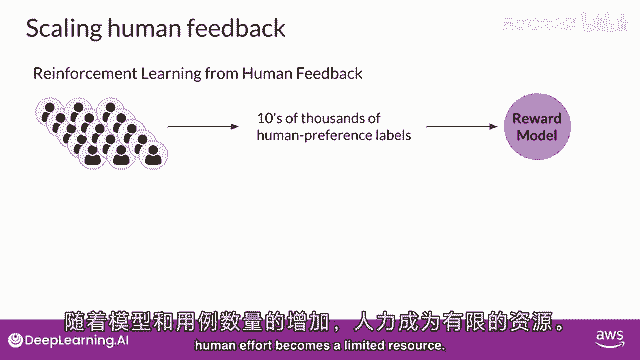 Scaling human feedback
Reinforcement Learning from Human Feedback
10's of thousands of
human-preference labels
Reward
Model
随着模型和用例数量的增加，人力成为有限的资源。
human effort becomes a limited resource.
DeepLearning.AI
aws